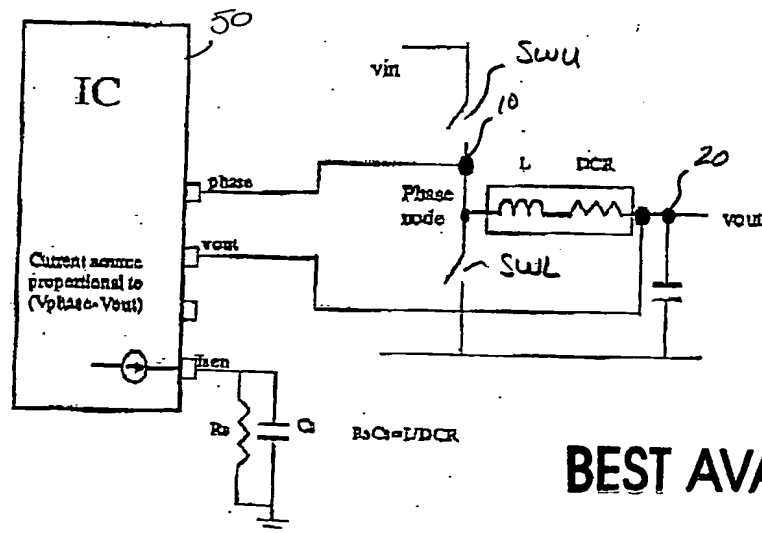 50
IC
vin
SWU
10
phase
L DCR
20
Phase
node
vout
vout
SWL
Current source
proportional to
(Vphase-Vout)
Isen
Rs
Cs
RsCs=L/DCR
BEST AVA